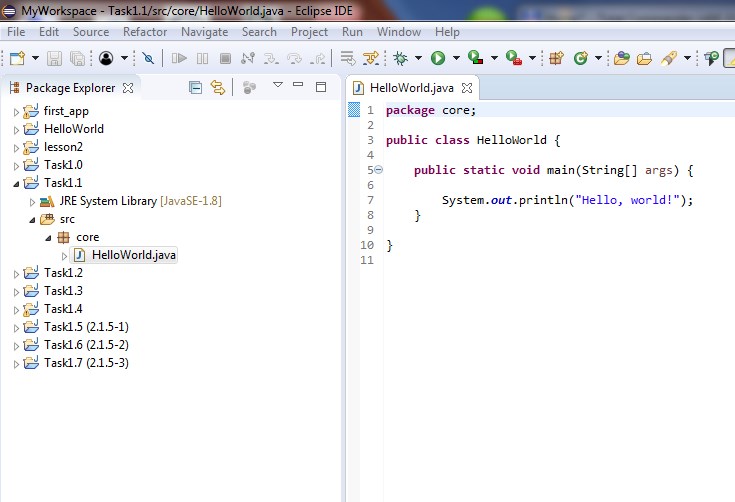 MyWorkspace - Task1.1/src/core/HelloWorld.java - Eclipse IDE
File Edit Source Refactor Navigate Search Project Run Window Help
Package Explorer
first_app
HelloWorld
lesson2
Task1.0
Task1.1
JRE System Library [JavaSE-1.8]
src
core
HelloWorld.java
Task1.2
Task1.3
Task1.4
Task1.5 (2.1.5-1)
Task1.6 (2.1.5-2)
Task1.7 (2.1.5-3)
HelloWorld.java
1 package core;
2
3 public class HelloWorld {
4
5 public static void main(String[] args) {
6
7 System.out.println("Hello, world!");
8 }
9
10 }
11